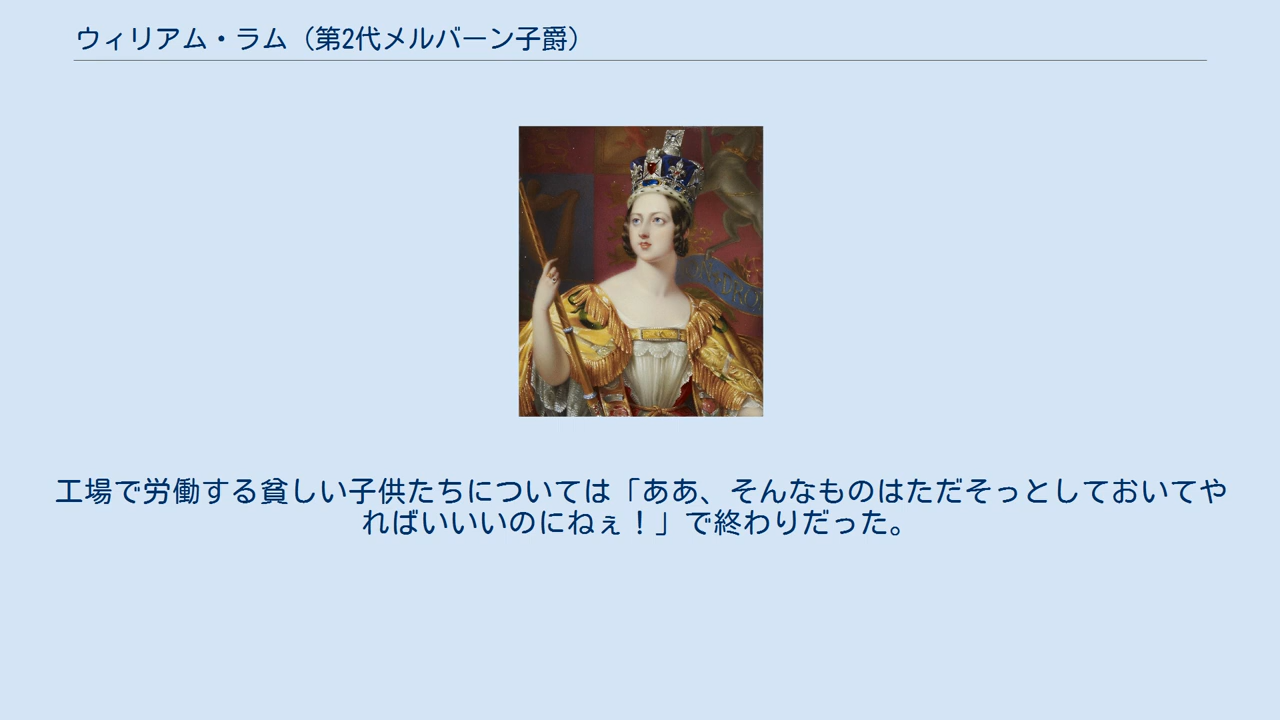 ウィリアム・ラム（第2代メルバーン子爵）
工場で労働する貧しい子供たちについては「ああ、そんなものはただそっとしておいてや
ればいいいのにねぇ！」で終わりだった。